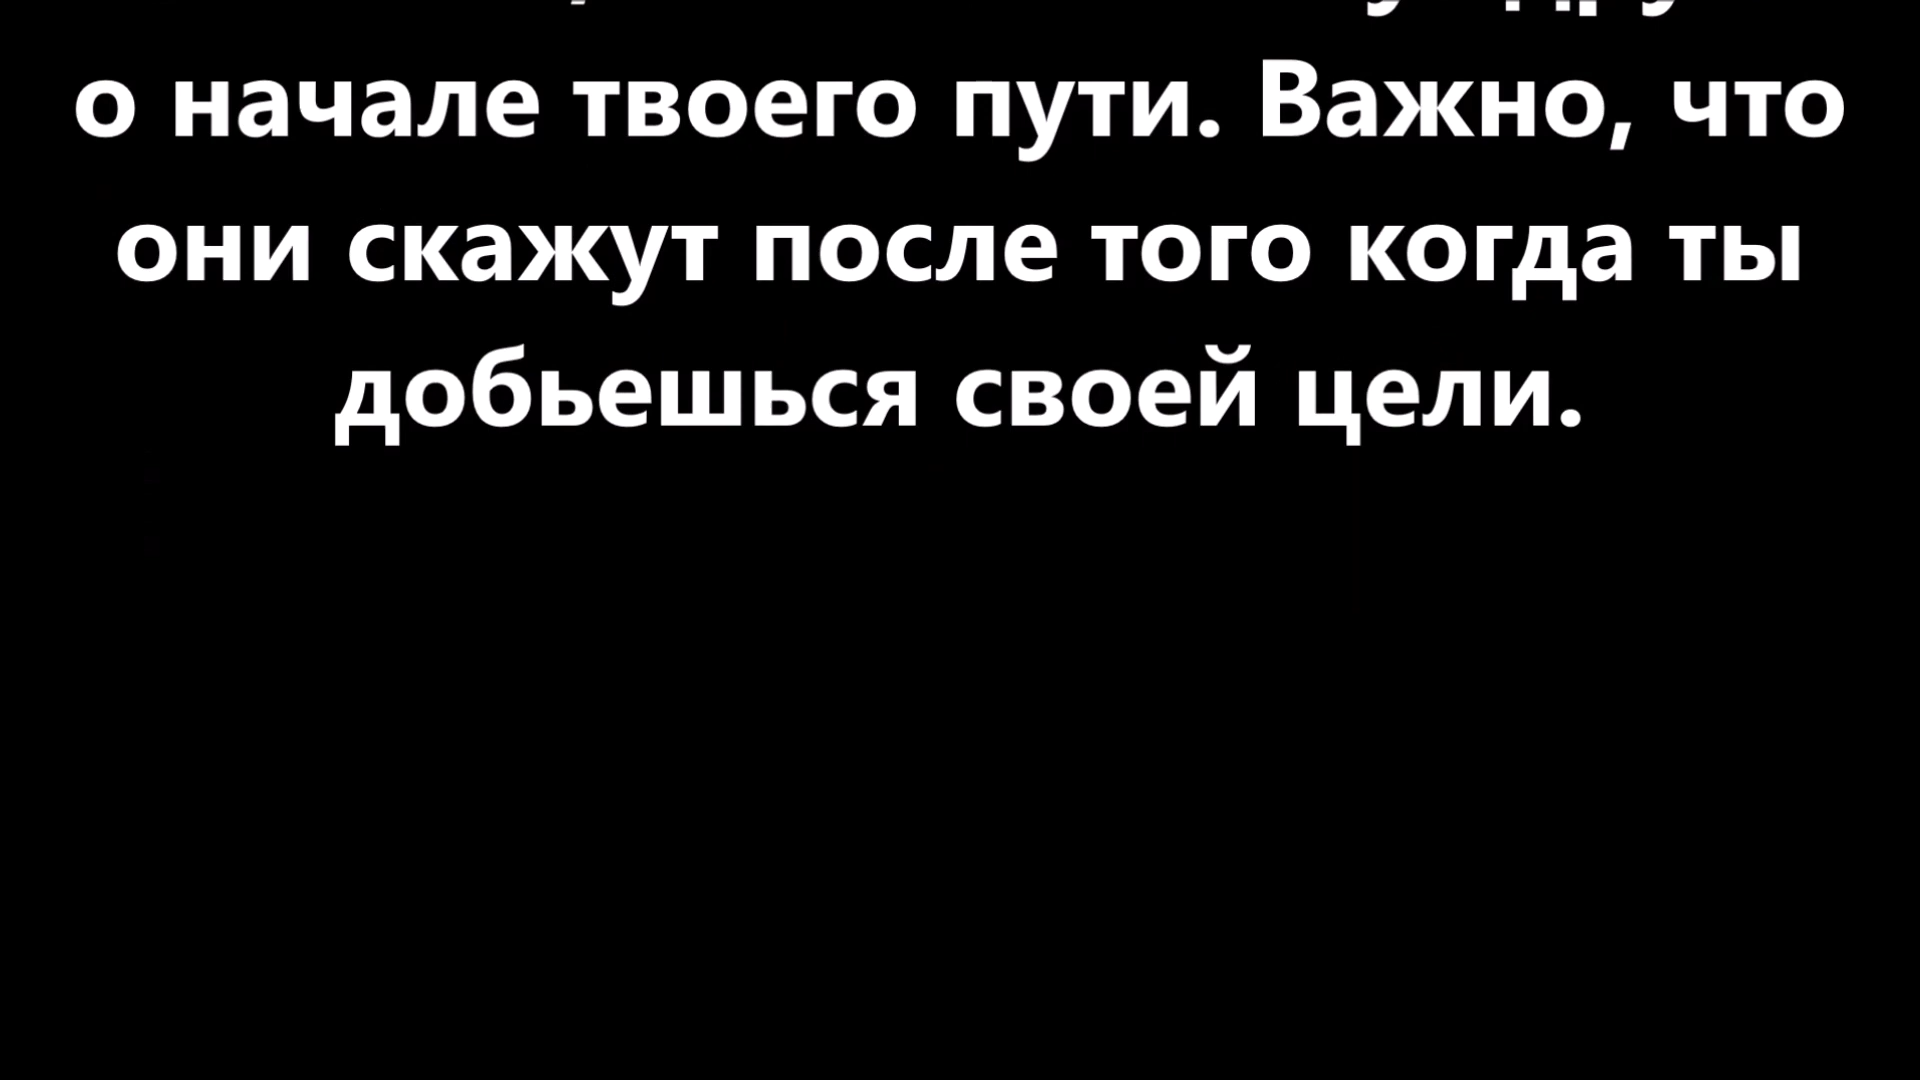 о начале твоего пути. Важно, что
они скажут после того когда ты
добьешься своей цели.